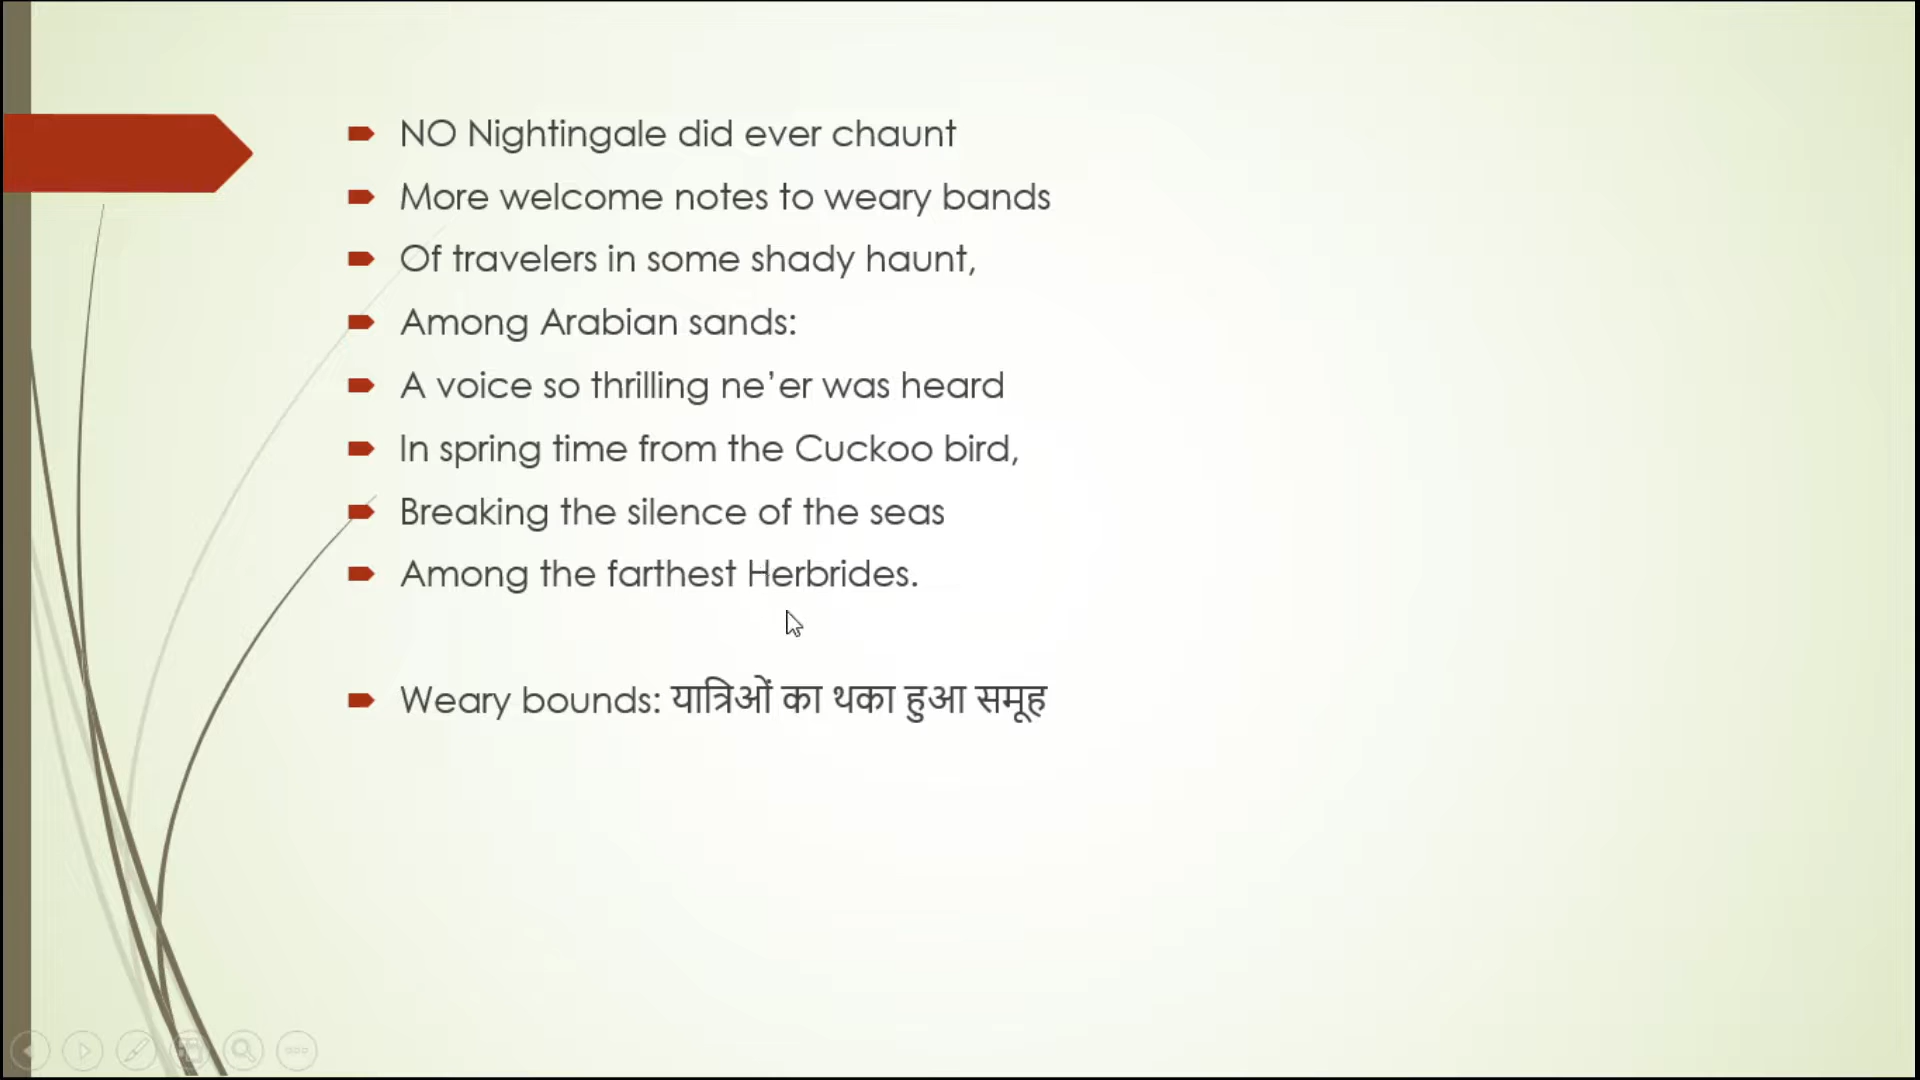 NO Nightingale did ever chaunt
More welcome notes to weary bands
Of travelers in some shady haunt,
Among Arabian sands:
A voice so thrilling ne’er was heard
In spring time from the Cuckoo bird,
Breaking the silence of the seas
Among the farthest Herbrides.
Weary bounds: यात्रिओं का थका हुआ समूह